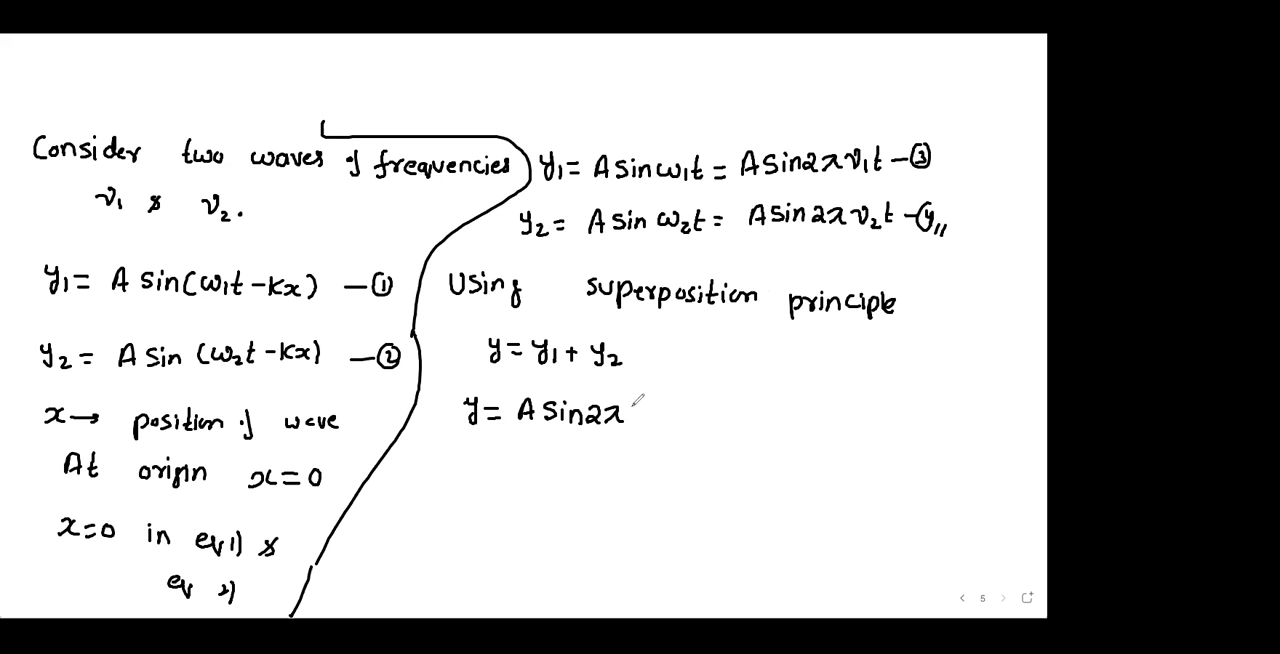 Consider two waves of frequencies
ν₁ & ν₂.
y₁ = A sin(ω₁t - kx) —①
y₂ = A sin (ω₂t - kx) —②
x → position of wave
At origin x = 0
x=0 in eq 1) &
eq 2)
y₁ = A sin ω₁t = A sin 2π ν₁t —③
y₂ = A sin ω₂t = A sin 2π ν₂t —④
Using superposition principle
y = y₁ + y₂
y = A sin 2π
5